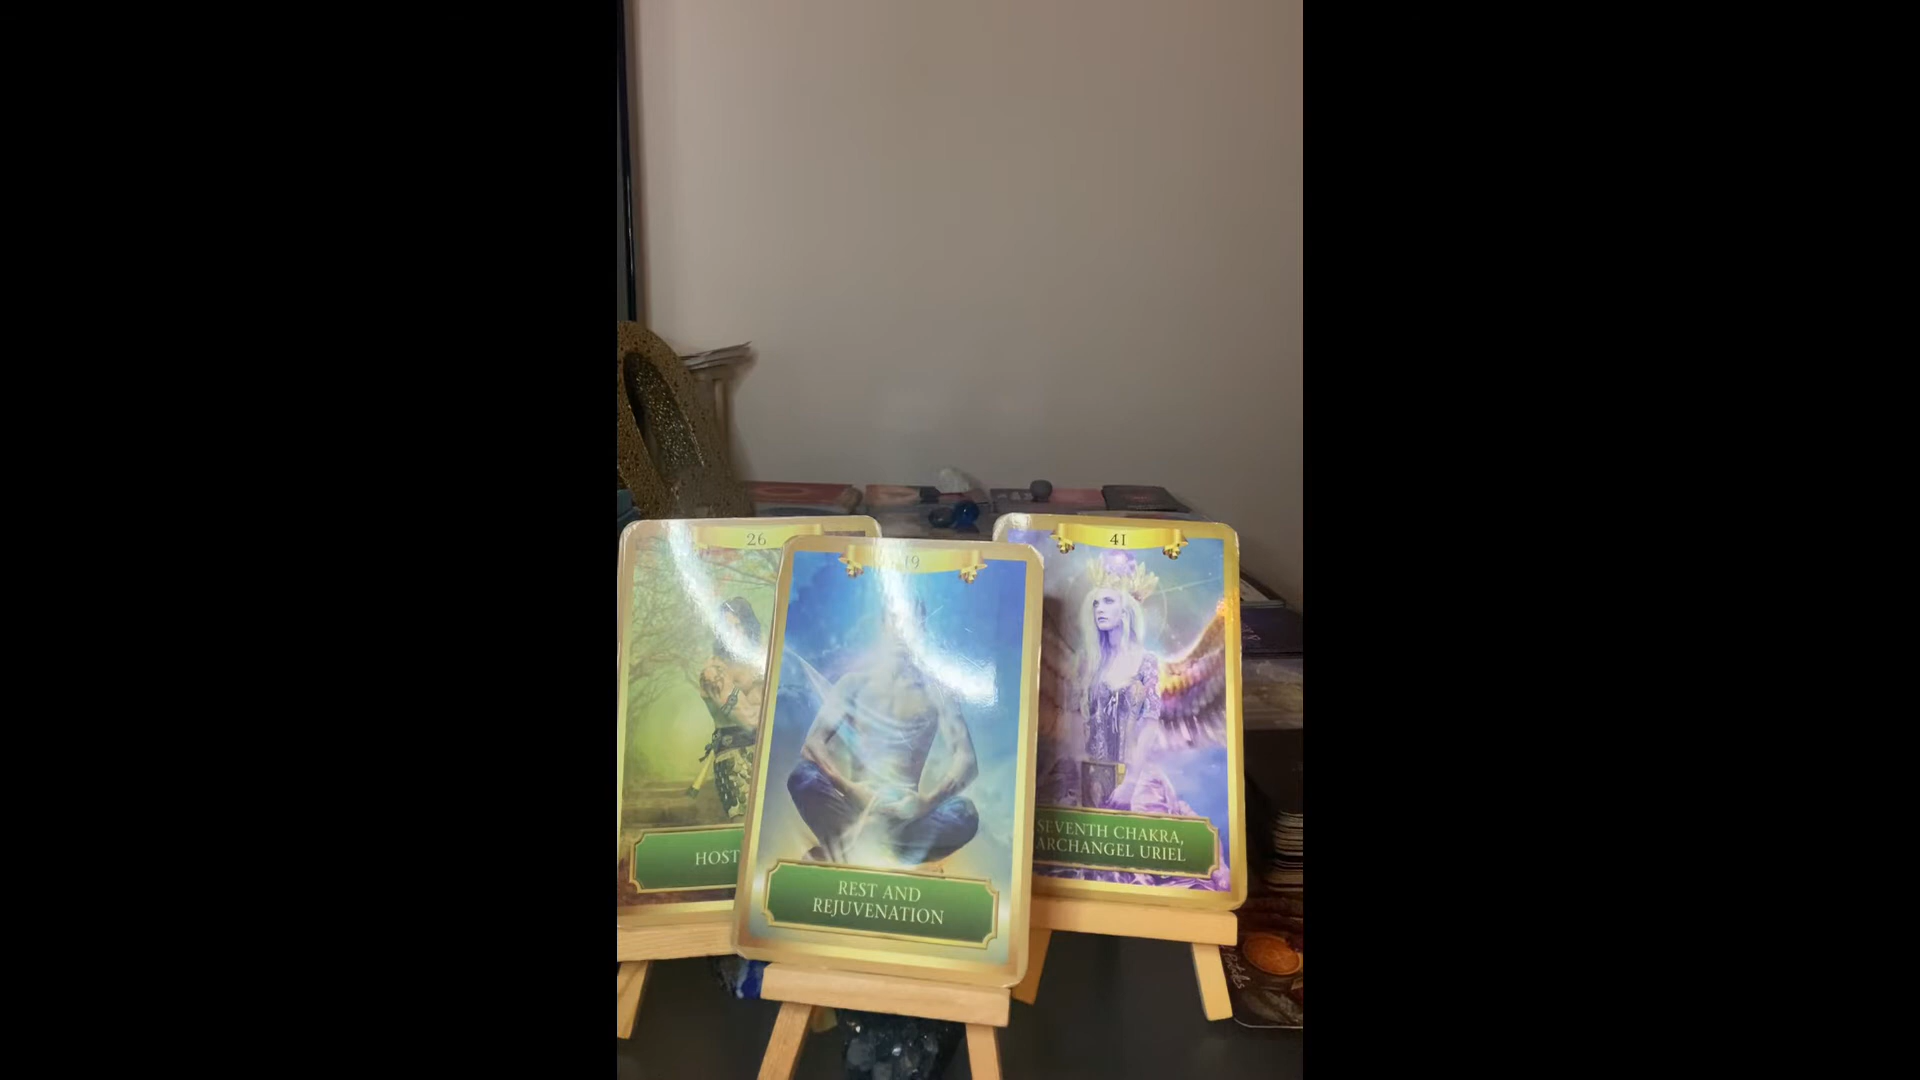 26
19
41
HOST
REST AND
REJUVENATION
SEVENTH CHAKRA,
ARCHANGEL URIEL